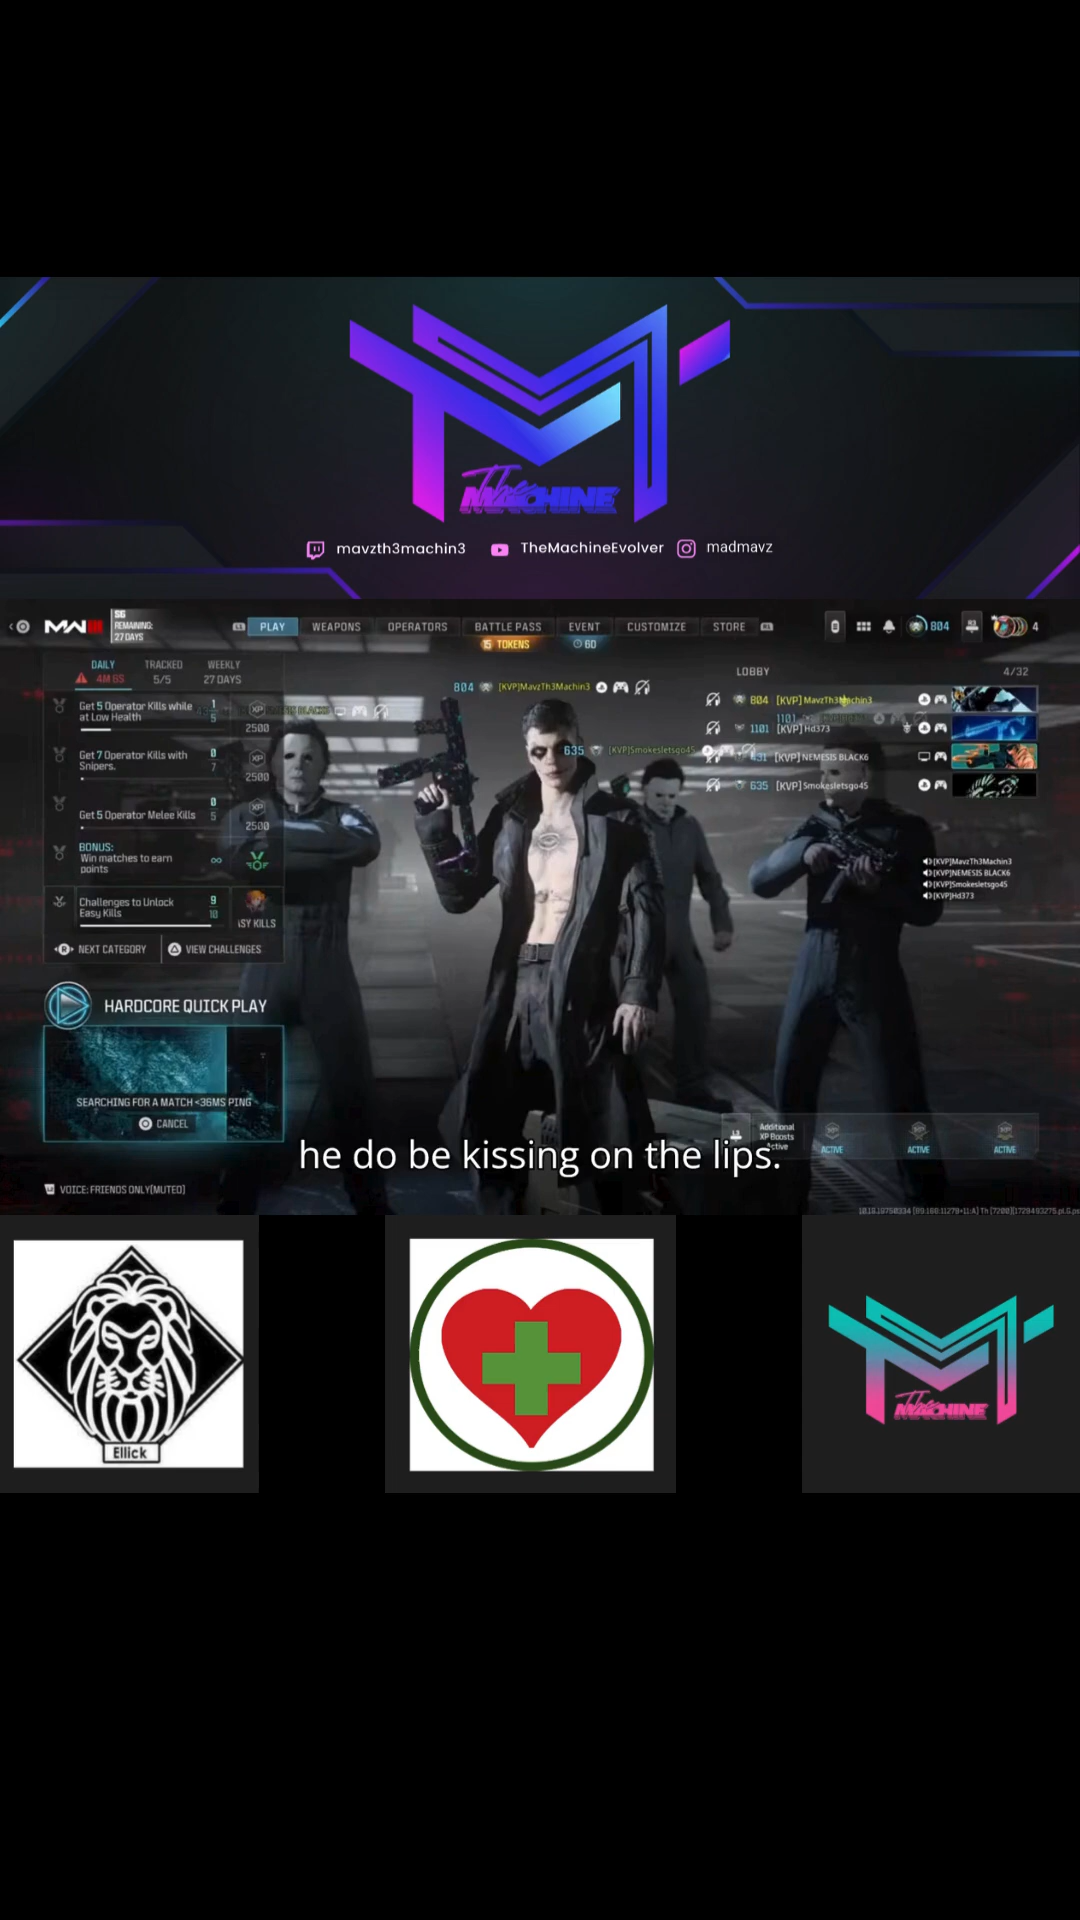 The
MACHINE
mavzth3machin3
TheMachineEvolver
madmavz
MW
SG
REMAINING:
27 DAYS
L1
PLAY
WEAPONS
OPERATORS
BATTLE PASS
EVENT
CUSTOMIZE
STORE
R1
15 TOKENS
60
804
4
DAILY
TRACKED
5/5
WEEKLY
27 DAYS
Get 5 Operator Kills while
at Low Health
1
5
XP
2500
Get 7 Operator Kills with
Snipers.
0
7
XP
2500
Get 5 Operator Melee Kills
0
5
XP
2500
BONUS:
Win matches to earn
points
∞
Challenges to Unlock
Easy Kills
9
10
NEXT CATEGORY
VIEW CHALLENGES
HARDCORE QUICK PLAY
SEARCHING FOR A MATCH <36MS PING
CANCEL
VOICE: FRIENDS ONLY(MUTED)
804 [KVP]MavzTh3Machin3
635 [KVP]Smokesletsgo45
LOBBY
4/32
804 [KVP]MavzTh3Machin3
1101 [KVP]Hd373
[KVP]NEMESIS BLACK6
635 [KVP]Smokesletsgo45
[KVP]MavzTh3Machin3
[KVP]NEMESIS BLACK6
[KVP]Smokesletsgo45
[KVP]Hd373
Additional
XP Boosts
Active
ACTIVE
ACTIVE
ACTIVE
he do be kissing on the lips.
Ellick
The
MACHINE